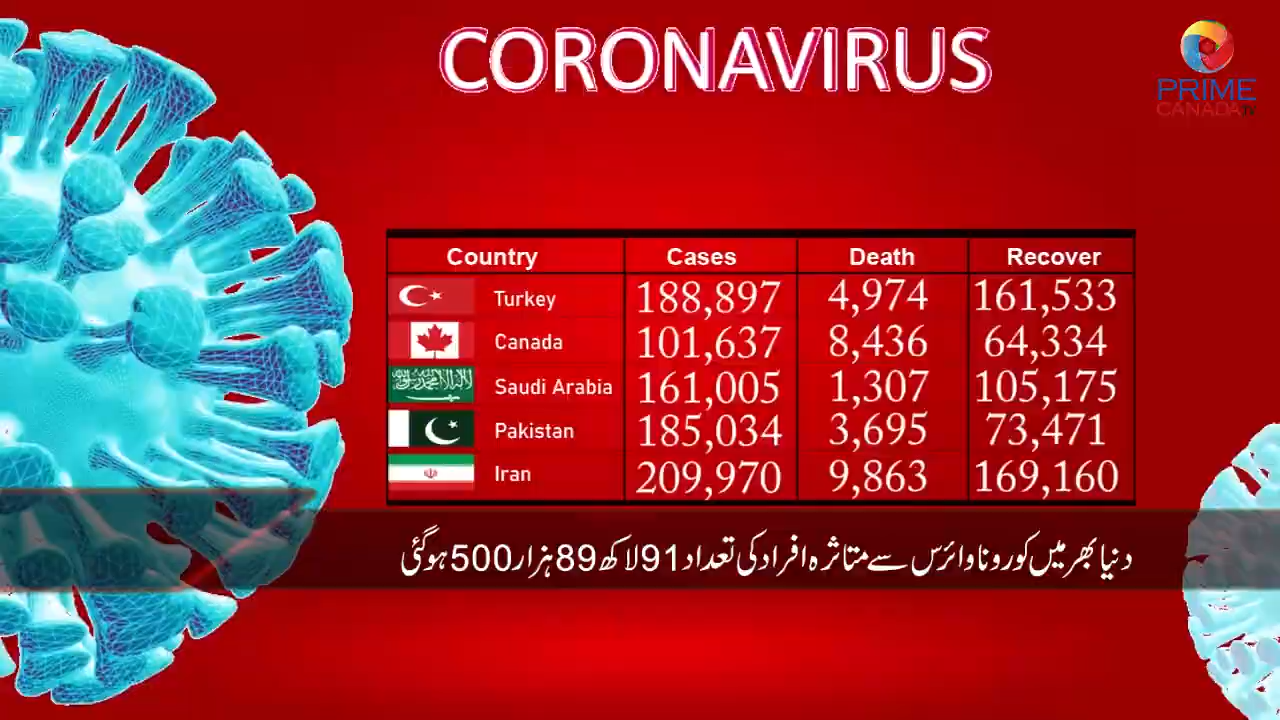 CORONAVIRUS
PRIME
CANADA TV
Country Cases Death Recover
Turkey 188,897 4,974 161,533
Canada 101,637 8,436 64,334
Saudi Arabia 161,005 1,307 105,175
Pakistan 185,034 3,695 73,471
Iran 209,970 9,863 169,160
دنیا بھر میں کورونا وائرس سے متاثرہ افراد کی تعداد 91 لاکھ 89 ہزار 500 ہوگئی